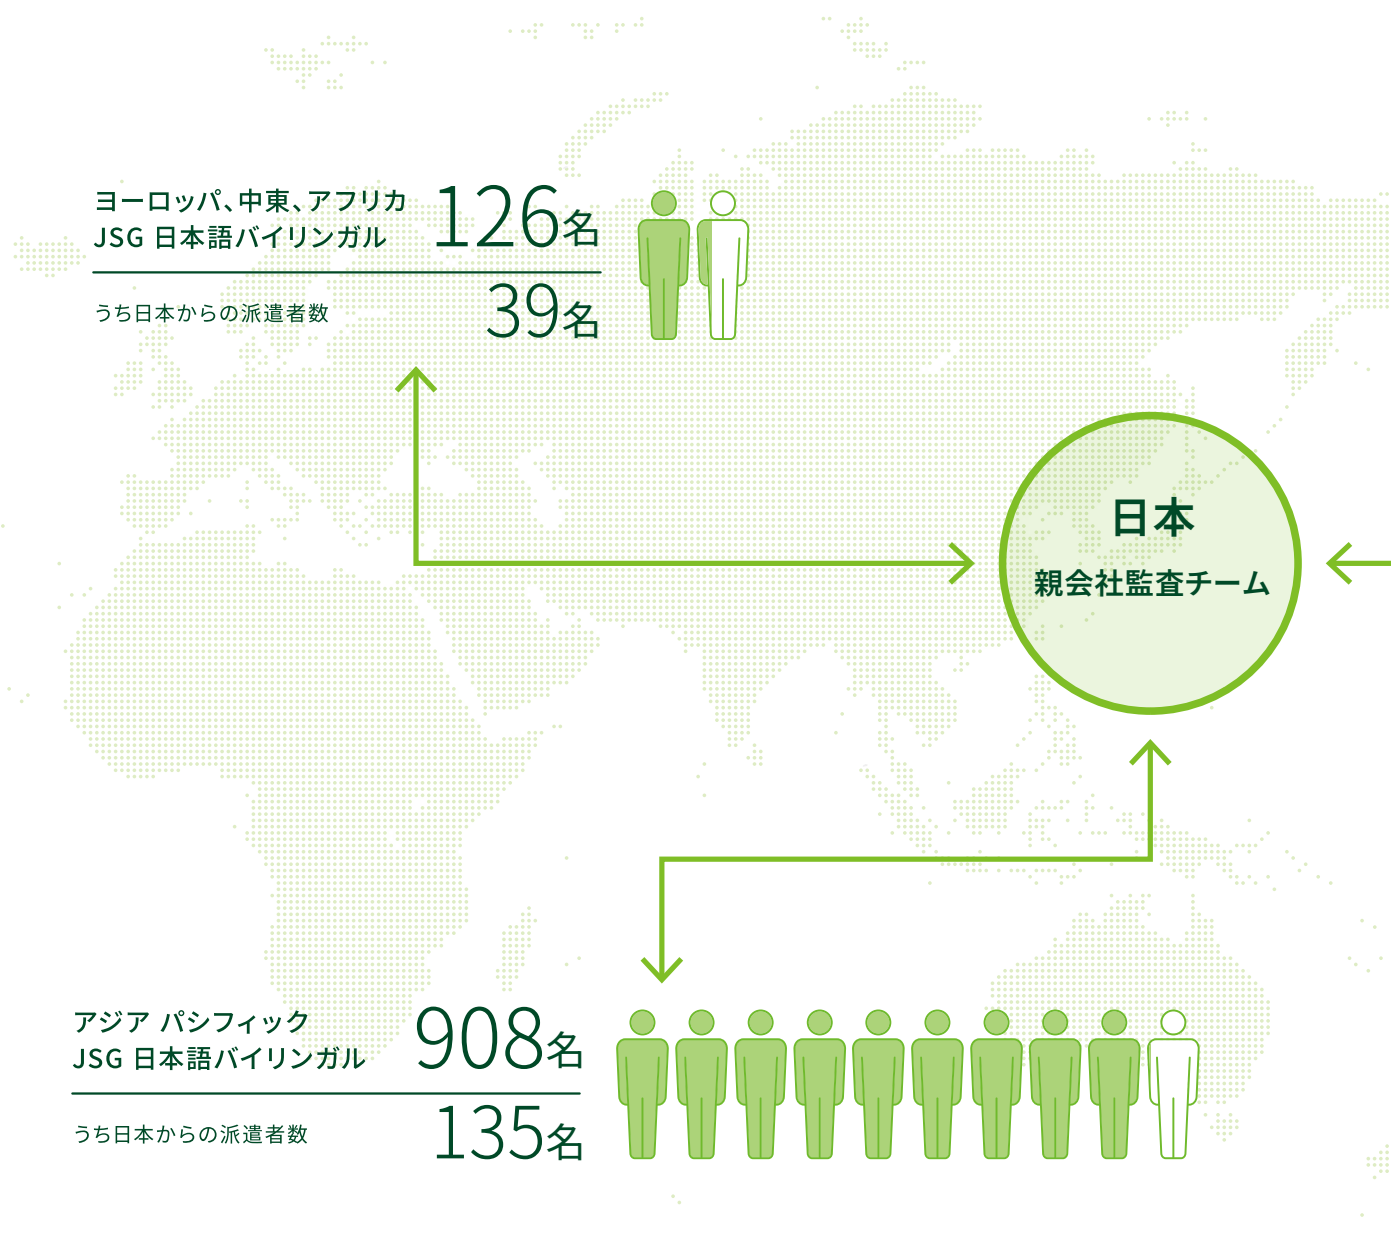 ヨーロッパ、中東、アフリカ
JSG 日本語バイリンガル
126名
うち日本からの派遣者数
39名
日本
親会社監査チーム
アジア パシフィック
JSG 日本語バイリンガル
908名
うち日本からの派遣者数
135名